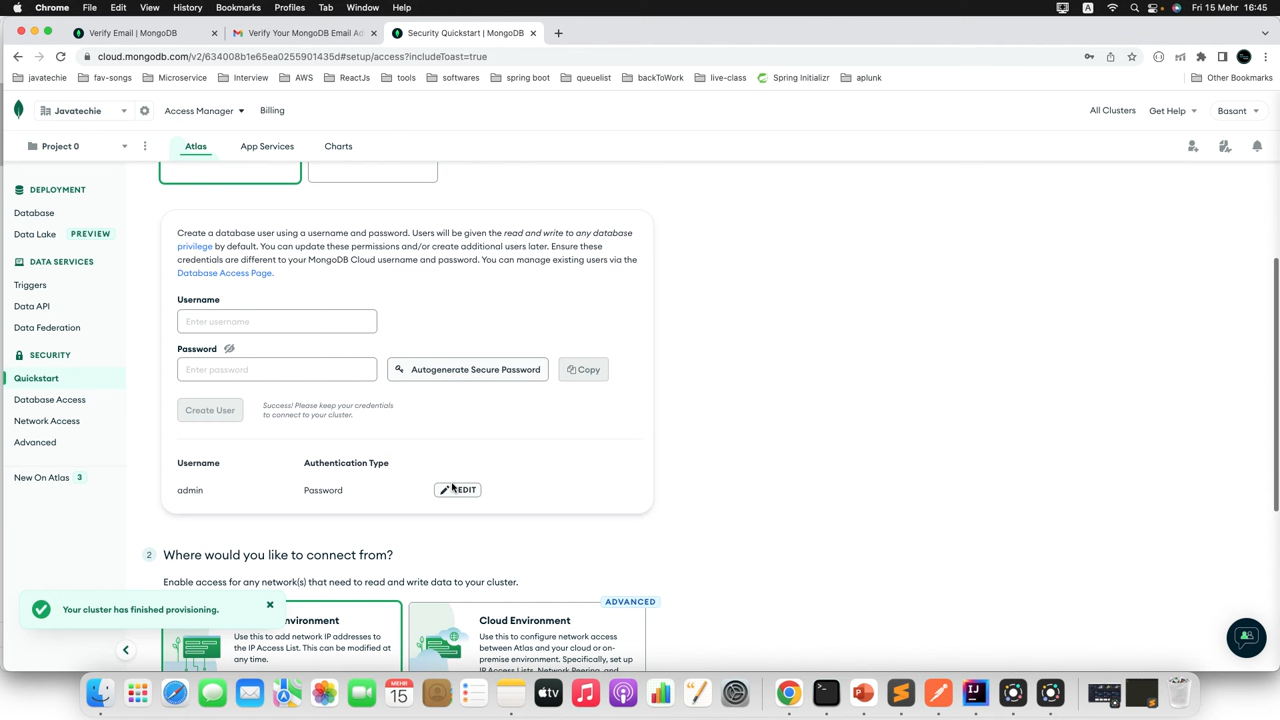 Chrome File Edit View History Bookmarks Profiles Tab Window Help A Fri 15 Mehr 16:45
Verify Email | MongoDB
Verify Your MongoDB Email Ad
Security Quickstart | MongoDB
cloud.mongodb.com/v2/634008b1e65ea0255901435d#setup/access?includeToast=true
javatechie fav-songs Microservice Interview AWS ReactJs tools softwares spring boot queuelist backToWork live-class Spring Initializr aplunk Other Bookmarks
Javatechie Access Manager Billing All Clusters Get Help Basant
Project 0 Atlas App Services Charts
DEPLOYMENT
Database
Data Lake PREVIEW
DATA SERVICES
Triggers
Data API
Data Federation
SECURITY
Quickstart
Database Access
Network Access
Advanced
New On Atlas 3
Create a database user using a username and password. Users will be given the read and write to any database
privilege by default. You can update these permissions and/or create additional users later. Ensure these
credentials are different to your MongoDB Cloud username and password. You can manage existing users via the
Database Access Page.
Username
Enter username
Password
Enter password
Autogenerate Secure Password
Copy
Create User
Success! Please keep your credentials
to connect to your cluster.
Username Authentication Type
admin Password EDIT
2 Where would you like to connect from?
Enable access for any network(s) that need to read and write data to your cluster.
Your cluster has finished provisioning.
nvironment
Use this to add network IP addresses to
the IP Access List. This can be modified at
any time.
ADVANCED
Cloud Environment
Use this to configure network access
between Atlas and your cloud or on-
premise environment. Specifically, set up
IP Access Lists, Network Peering, and
MEHR
15
tv